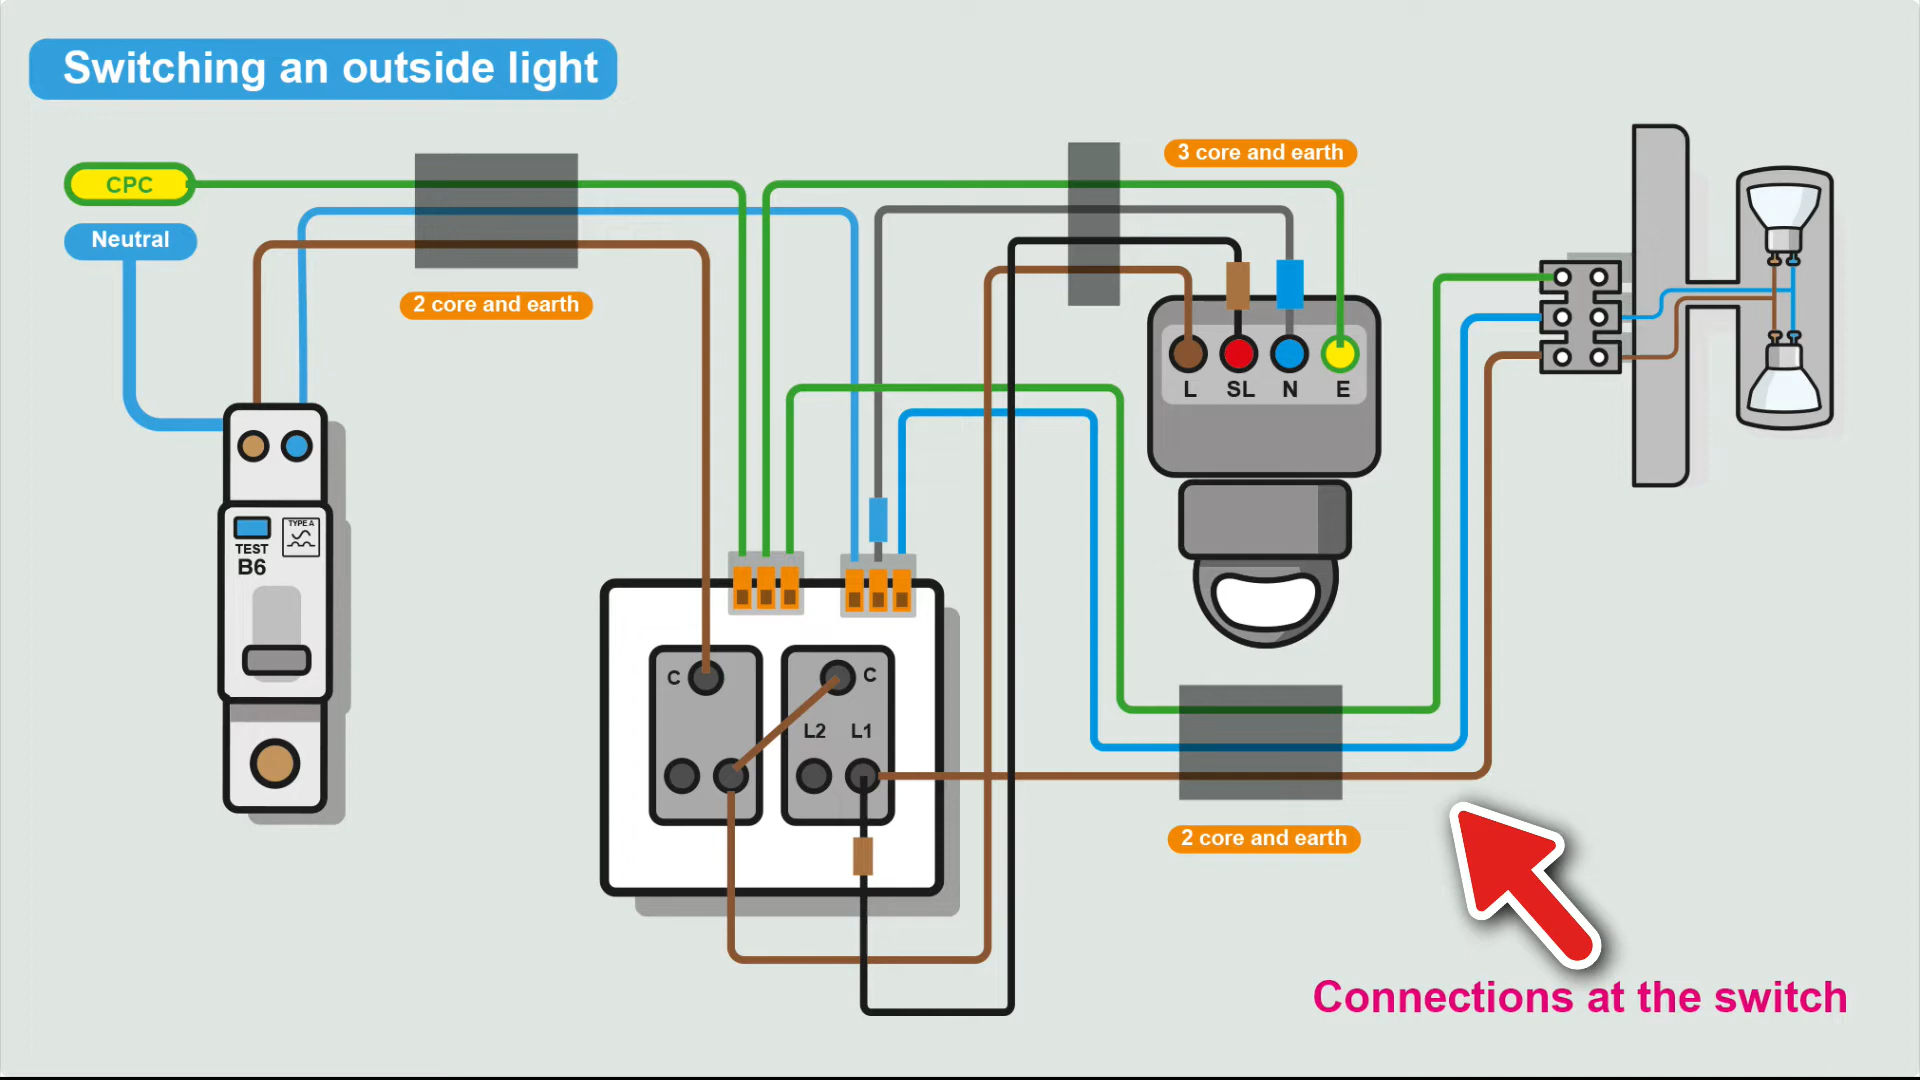 Switching an outside light
CPC
Neutral
2 core and earth
3 core and earth
L SL N E
TEST
TYPE A
B6
C
C
L2 L1
2 core and earth
Connections at the switch